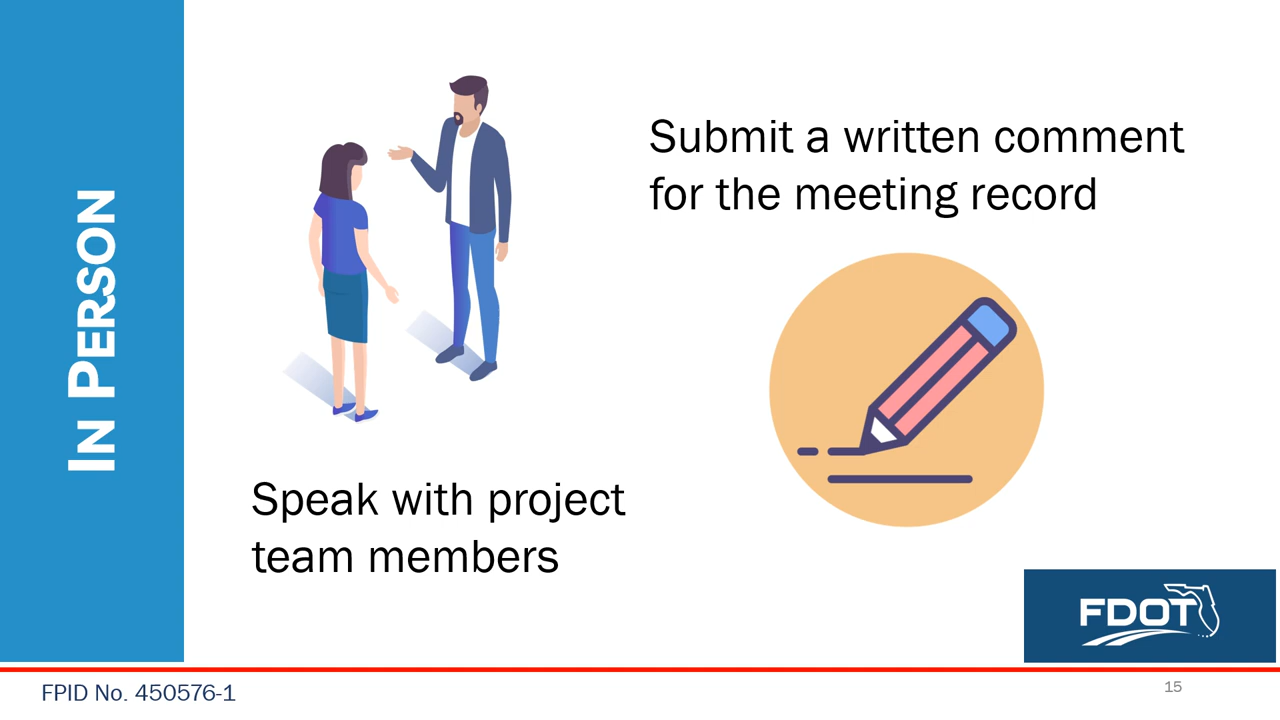 IN PERSON
Submit a written comment
for the meeting record
Speak with project
team members
FDOT
FPID No. 450576-1
15